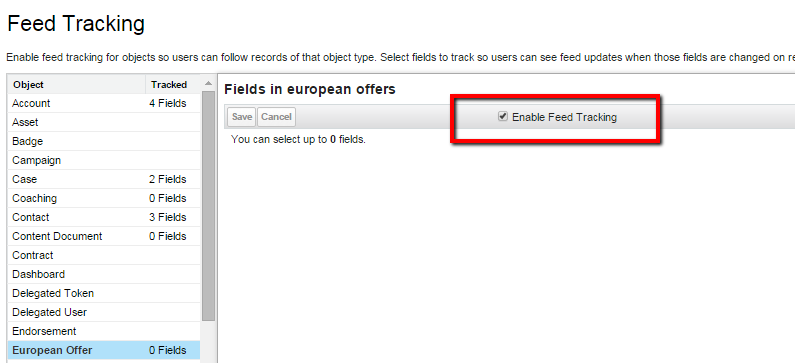 Feed Tracking
Enable feed tracking for objects so users can follow records of that object type. Select fields to track so users can see feed updates when those fields are changed on re
Object Tracked
Account 4 Fields
Asset
Badge
Campaign
Case 2 Fields
Coaching 0 Fields
Contact 3 Fields
Content Document 0 Fields
Contract
Dashboard
Delegated Token
Delegated User
Endorsement
European Offer 0 Fields
Fields in european offers
Save Cancel Enable Feed Tracking
You can select up to 0 fields.